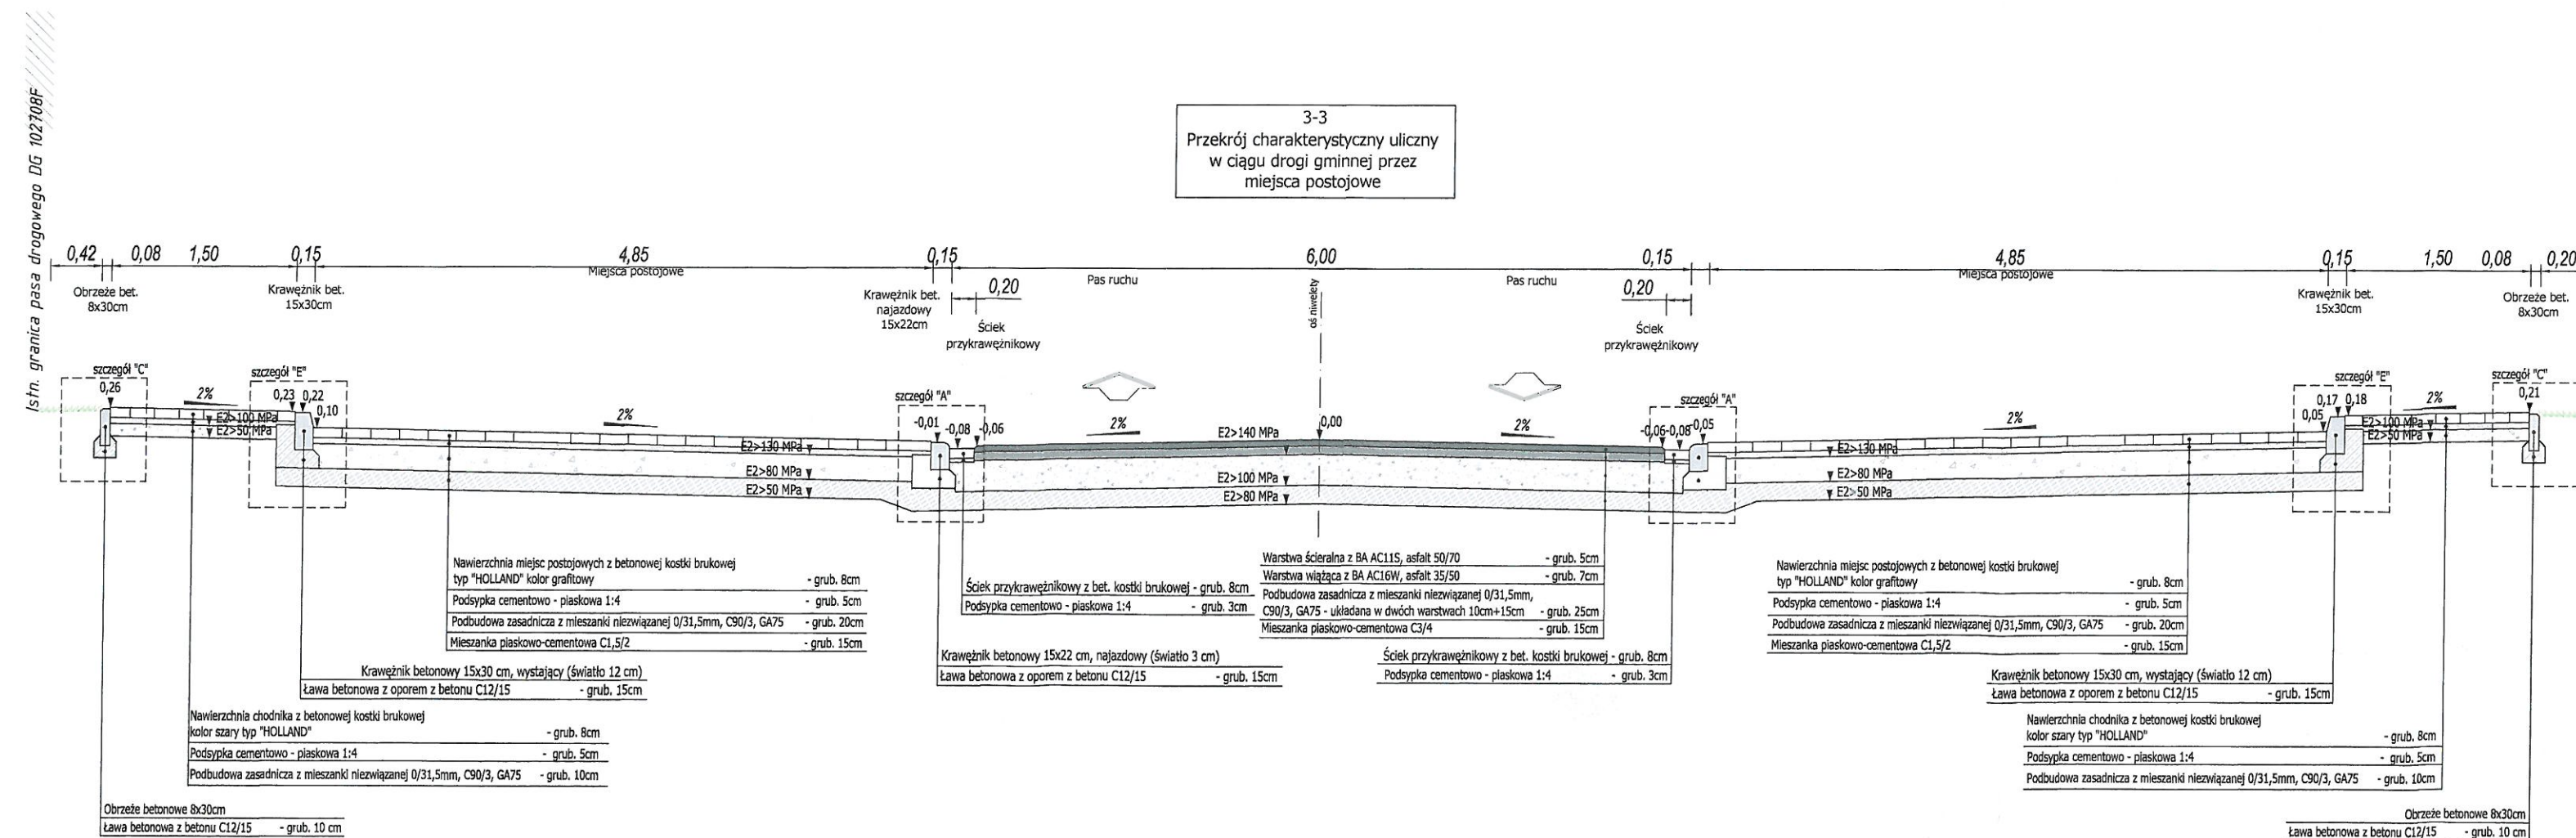 Istn. granica pasa drogowego DG 102708F
3-3
Przekrój charakterystyczny uliczny
w ciągu drogi gminnej przez
miejsca postojowe
0,42 0,08 1,50 0,15 4,85 0,15 6,00 0,15 4,85 0,15 1,50 0,08 0,20
Miejsca postojowe
Pas ruchu
Pas ruchu
Miejsca postojowe
Obrzeże bet.
8x30cm
Krawężnik bet.
15x30cm
Krawężnik bet.
najazdowy
15x22cm
0,20
Ściek
przykrawężnikowy
oś niwelety
0,20
Ściek
przykrawężnikowy
Krawężnik bet.
15x30cm
Obrzeże bet.
8x30cm
szczegół "C"
0,26
2%
szczegół "E"
0,23 0,22
0,10
E2>100 MPa
E2>50 MPa
2%
E2>130 MPa
E2>80 MPa
E2>50 MPa
szczegół "A"
-0,01 -0,08 -0,06
2%
E2>140 MPa
0,00
2%
E2>100 MPa
E2>80 MPa
szczegół "A"
-0,06 -0,08 -0,05
2%
E2>130 MPa
E2>80 MPa
E2>50 MPa
szczegół "E"
0,17 0,18
0,05
2%
E2>100 MPa
E2>50 MPa
szczegół "C"
0,21
Nawierzchnia miejsc postojowych z betonowej kostki brukowej
typ "HOLLAND" kolor grafitowy - grub. 8cm
Podsypka cementowo - piaskowa 1:4 - grub. 5cm
Podbudowa zasadnicza z mieszanki niezwiązanej 0/31,5mm, C90/3, GA75 - grub. 20cm
Mieszanka piaskowo-cementowa C1,5/2 - grub. 15cm
Krawężnik betonowy 15x30 cm, wystający (światło 12 cm)
Ława betonowa z oporem z betonu C12/15 - grub. 15cm
Nawierzchnia chodnika z betonowej kostki brukowej
kolor szary typ "HOLLAND" - grub. 8cm
Podsypka cementowo - piaskowa 1:4 - grub. 5cm
Podbudowa zasadnicza z mieszanki niezwiązanej 0/31,5mm, C90/3, GA75 - grub. 10cm
Obrzeże betonowe 8x30cm
Ława betonowa z betonu C12/15 - grub. 10 cm
Ściek przykrawężnikowy z bet. kostki brukowej - grub. 8cm
Podsypka cementowo - piaskowa 1:4 - grub. 3cm
Krawężnik betonowy 15x22 cm, najazdowy (światło 3 cm)
Ława betonowa z oporem z betonu C12/15 - grub. 15cm
Warstwa ścieralna z BA AC11S, asfalt 50/70 - grub. 5cm
Warstwa wiążąca z BA AC16W, asfalt 35/50 - grub. 7cm
Podbudowa zasadnicza z mieszanki niezwiązanej 0/31,5mm,
C90/3, GA75 - układana w dwóch warstwach 10cm+15cm - grub. 25cm
Mieszanka piaskowo-cementowa C3/4 - grub. 15cm
Ściek przykrawężnikowy z bet. kostki brukowej - grub. 8cm
Podsypka cementowo - piaskowa 1:4 - grub. 3cm
Nawierzchnia miejsc postojowych z betonowej kostki brukowej
typ "HOLLAND" kolor grafitowy - grub. 8cm
Podsypka cementowo - piaskowa 1:4 - grub. 5cm
Podbudowa zasadnicza z mieszanki niezwiązanej 0/31,5mm, C90/3, GA75 - grub. 20cm
Mieszanka piaskowo-cementowa C1,5/2 - grub. 15cm
Krawężnik betonowy 15x30 cm, wystający (światło 12 cm)
Ława betonowa z oporem z betonu C12/15 - grub. 15cm
Nawierzchnia chodnika z betonowej kostki brukowej
kolor szary typ "HOLLAND" - grub. 8cm
Podsypka cementowo - piaskowa 1:4 - grub. 5cm
Podbudowa zasadnicza z mieszanki niezwiązanej 0/31,5mm, C90/3, GA75 - grub. 10cm
Obrzeże betonowe 8x30cm
Ława betonowa z betonu C12/15 - grub. 10 cm